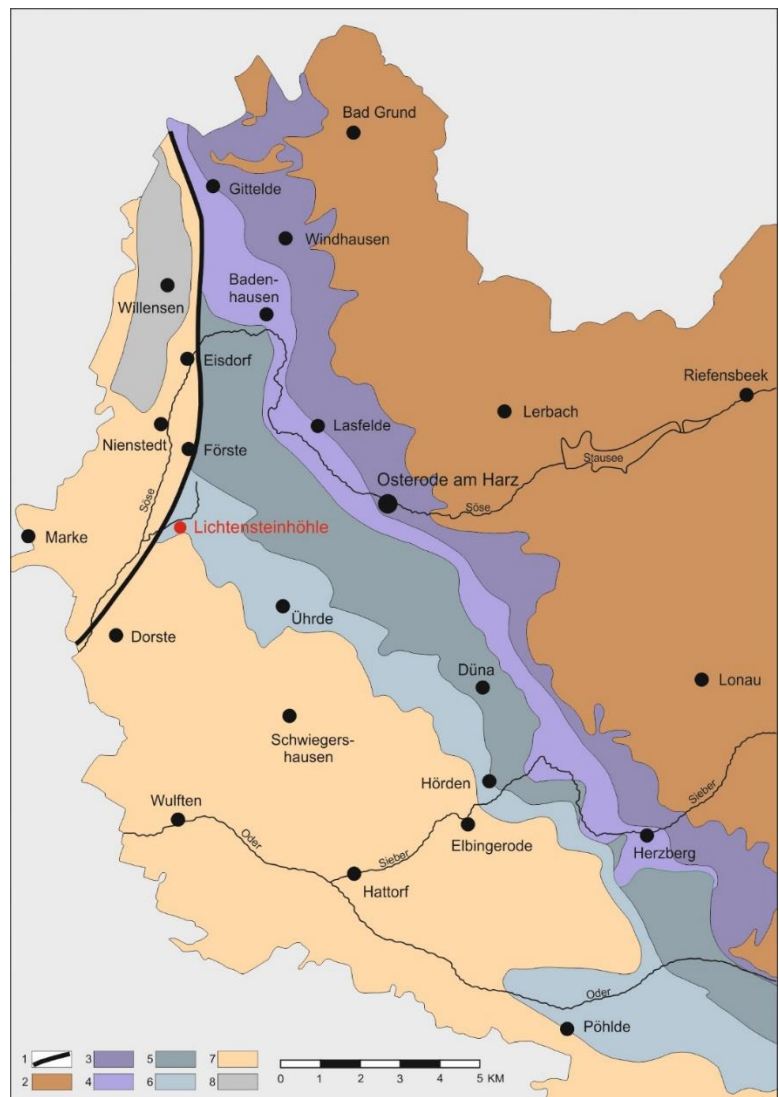 Bad Grund
Gittelde
Windhausen
Baden-
hausen
Willensen
Eisdorf
Riefensbeek
Lerbach
Nienstedt
Lasfelde
Förste
Stausee
Osterode am Harz
Söse
Söse
Lichtensteinhöhle
Marke
Ührde
Dorste
Düna
Lonau
Schwiegers-
hausen
Hörden
Sieber
Wulften
Oder
Elbingerode
Herzberg
Sieber
Hattorf
Oder
Pöhlde
1 3 5 7
2 4 6 8
0 1 2 3 4 5 KM